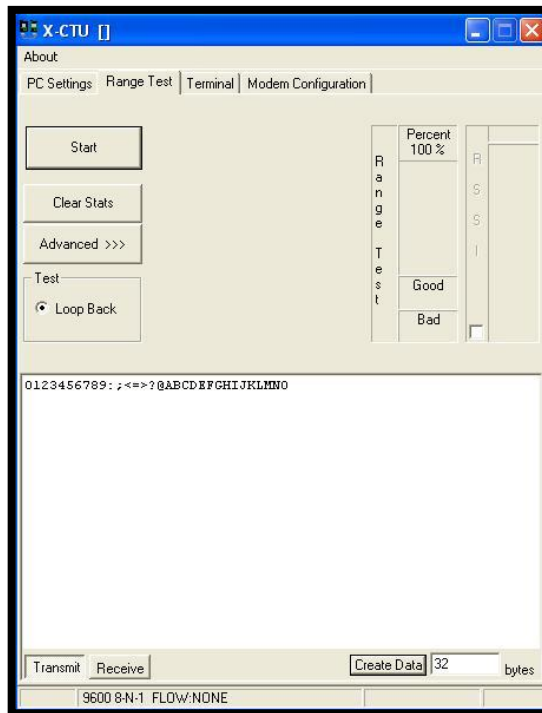 X-CTU []
About
PC Settings Range Test Terminal Modem Configuration
Start
Clear Stats
Advanced >>>
Test
Loop Back
Range Test
Percent
100 %
Good
Bad
RSSI
0123456789:;<=>?@ABCDEFGHIJKLMNO
Transmit Receive Create Data 32 bytes
9600 8-N-1 FLOW:NONE